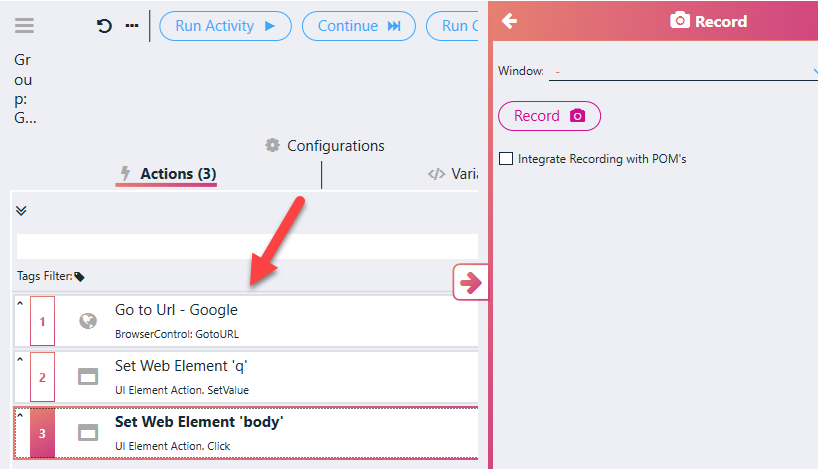 Run Activity
Continue
Run
Record
Gr
ou
p:
G...
Window: -
Record
Integrate Recording with POM's
Configurations
Actions (3)
Varia
Tags Filter:
1
Go to Url - Google
BrowserControl: GotoURL
2
Set Web Element 'q'
UI Element Action. SetValue
3
Set Web Element 'body'
UI Element Action. Click